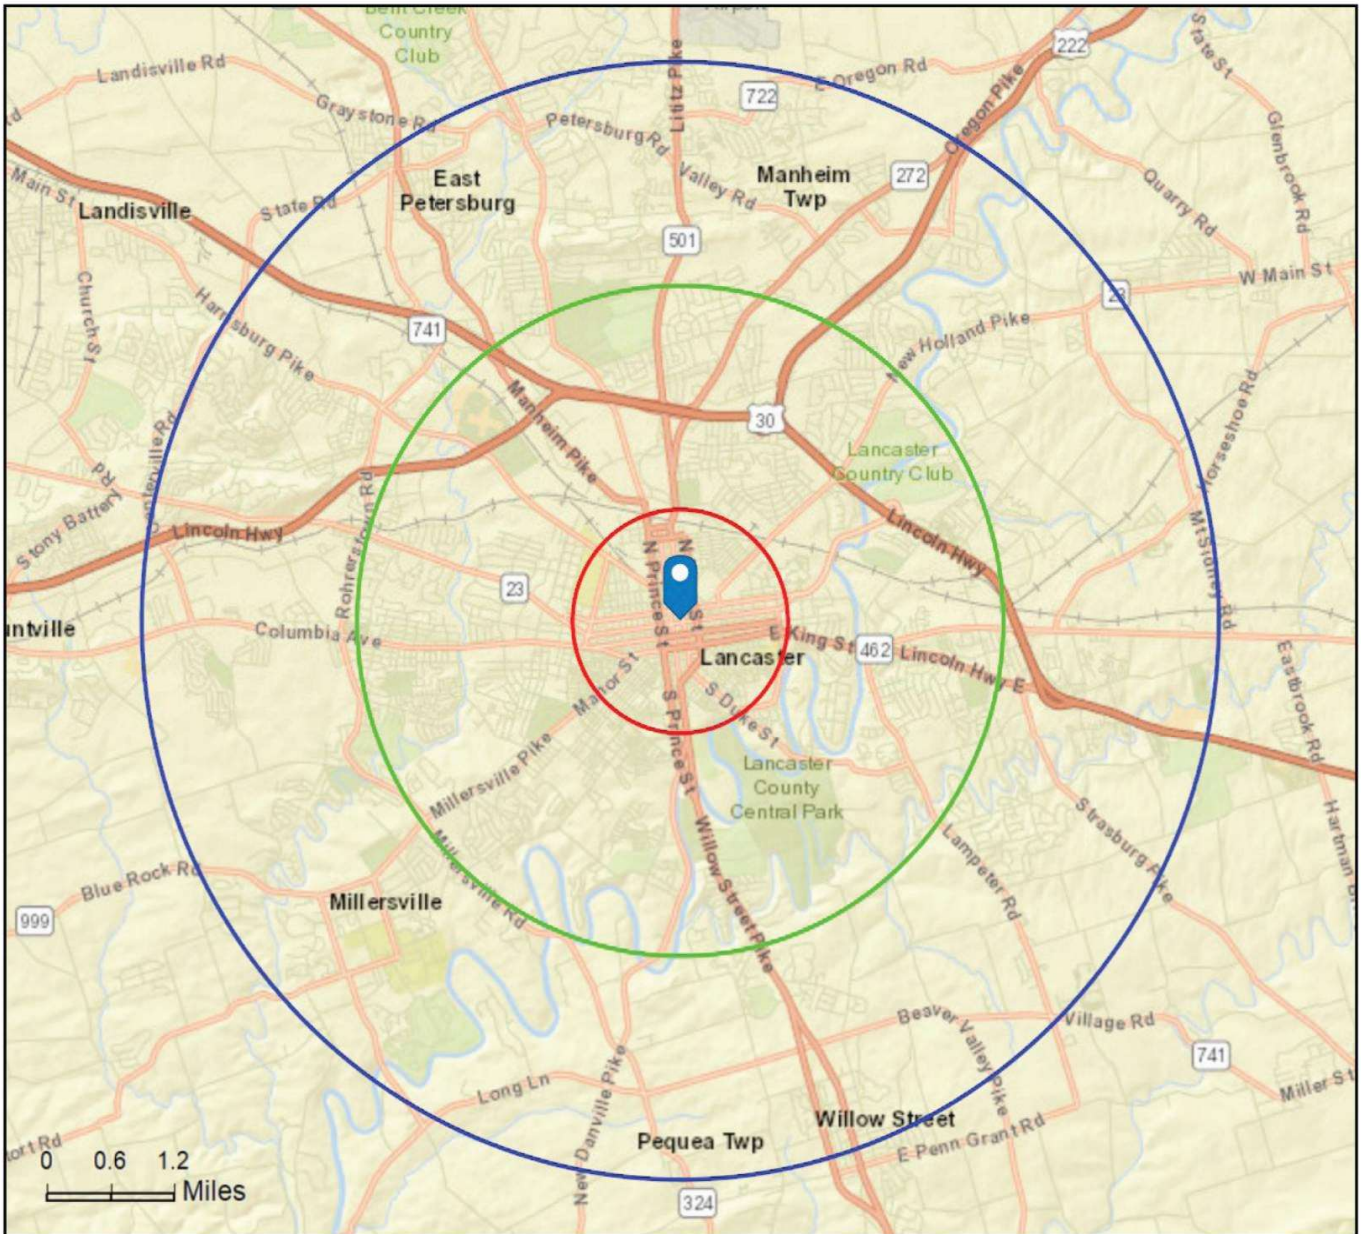 Country
Club
222
State St
Landisville Rd
E Oregon Rd
Lititz Pike
722
Oregon Pike
Graystone Rd
Petersburg Rd
Glenbrook Rd
Main St
Valley Rd
Manheim
Twp
272
Quarry Rd
East
Petersburg
Landisville
State Rd
501
W Main St
23
Church St
Harrisburg Pike
741
New Holland Pike
Manheim Pike
30
Horseshoe Rd
Lancaster
Country Club
Rohrerstown Rd
Stony Battery Rd
Lincoln Hwy
Lincoln Hwy
Mt Sidney Rd
N Prince St
N
St
23
Columbia Ave
E King St
462
Lincoln Hwy E
Lancaster
Eastbrook Rd
Manor St
S Duke St
S Prince St
Millersville Pike
Lancaster
County
Central Park
Strasburg Pike
Willow Street Pike
Lampeter Rd
Millersville Rd
Blue Rock Rd
Millersville
999
Beaver Valley Pike
Village Rd
741
Long Ln
New Danville Pike
Miller St
Willow Street
Pequea Twp
E Penn Grant Rd
324
0 0.6 1.2
Miles